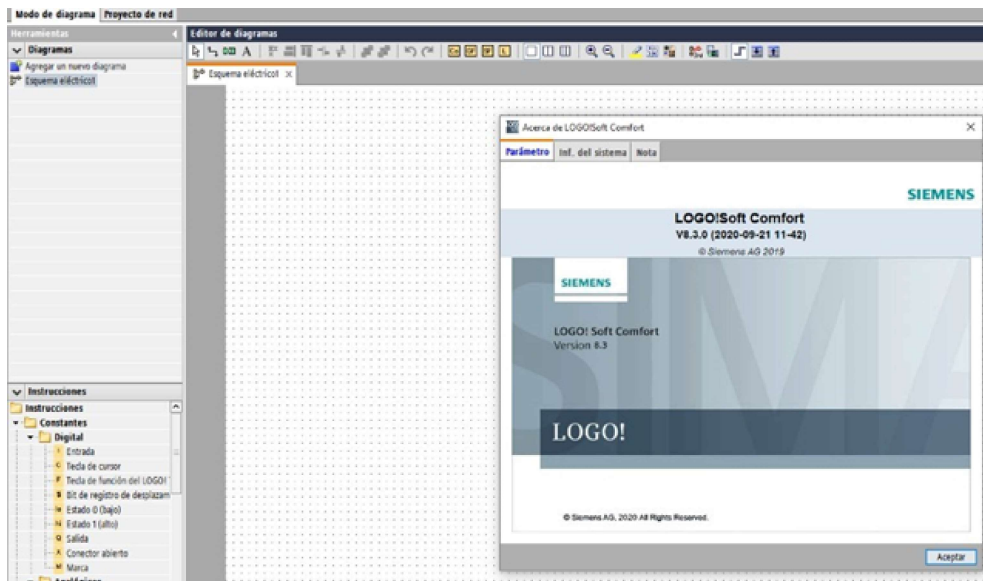 Modo de diagrama Proyecto de red
Herramientas
Editor de diagramas
Diagramas
Agregar un nuevo diagrama
Esquema eléctrico1
Esquema eléctrico1 ×
Acerca de LOGO!Soft Comfort
Parámetro Inf. del sistema Nota
SIEMENS
LOGO!Soft Comfort
V8.3.0 (2020-09-21 11-42)
© Siemens AG 2019
SIEMENS
LOGO! Soft Comfort
Version 8.3
LOGO!
© Siemens AG, 2020 All Rights Reserved.
Aceptar
Instrucciones
Instrucciones
Constantes
Digital
I Entrada
C Tecla de cursor
F Tecla de función del LOGO!
S Bit de registro de desplazam
lo Estado 0 (bajo)
hi Estado 1 (alto)
Q Salida
X Conector abierto
M Marca